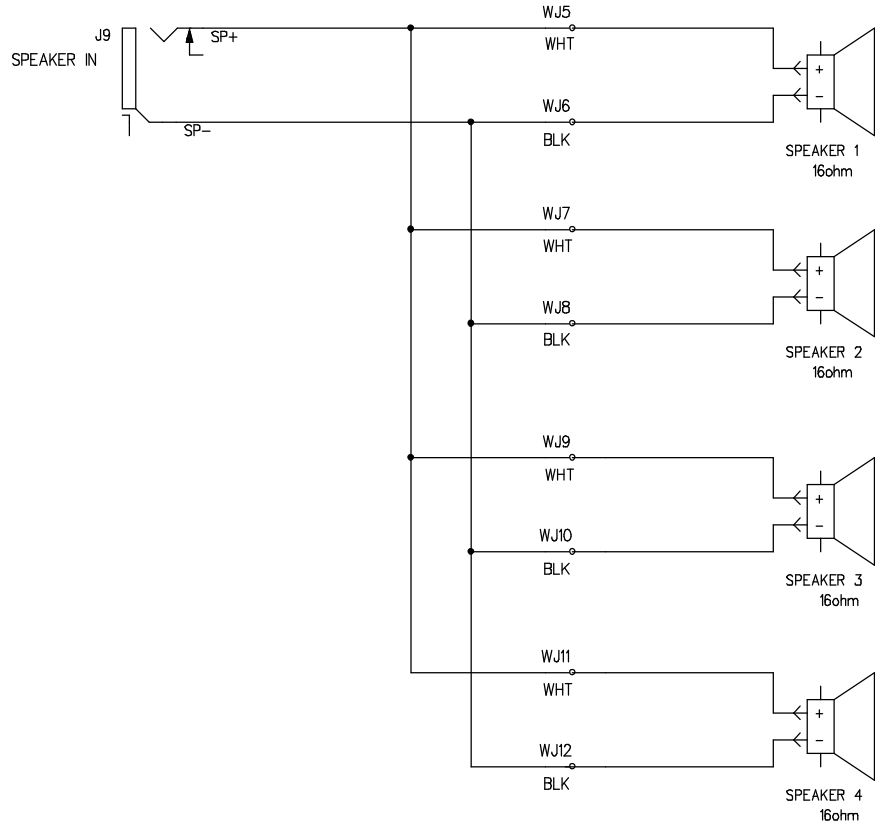 J9
SPEAKER IN
SP+
SP-
WJ5
WHT
WJ6
BLK
+
-
SPEAKER 1
16ohm
WJ7
WHT
WJ8
BLK
+
-
SPEAKER 2
16ohm
WJ9
WHT
WJ10
BLK
+
-
SPEAKER 3
16ohm
WJ11
WHT
WJ12
BLK
+
-
SPEAKER 4
16ohm